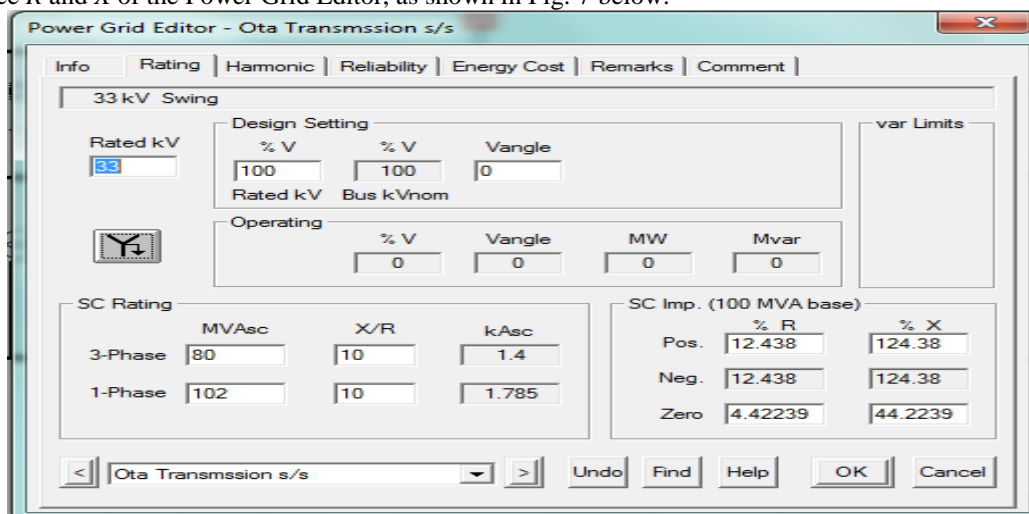 ce R and X of the Power Grid Editor, as shown in Fig. 7 below.
Power Grid Editor - Ota Transmssion s/s
Info Rating Harmonic Reliability Energy Cost Remarks Comment
33 kV Swing
Rated kV
33
Design Setting
% V % V Vangle
100 100 0
Rated kV Bus kVnom
var Limits
Operating
% V Vangle MW Mvar
0 0 0 0
SC Rating
MVAsc X/R kAsc
3-Phase 80 10 1.4
1-Phase 102 10 1.785
SC Imp. (100 MVA base)
% R % X
Pos. 12.438 124.38
Neg. 12.438 124.38
Zero 4.42239 44.2239
< Ota Transmssion s/s > Undo Find Help OK Cancel